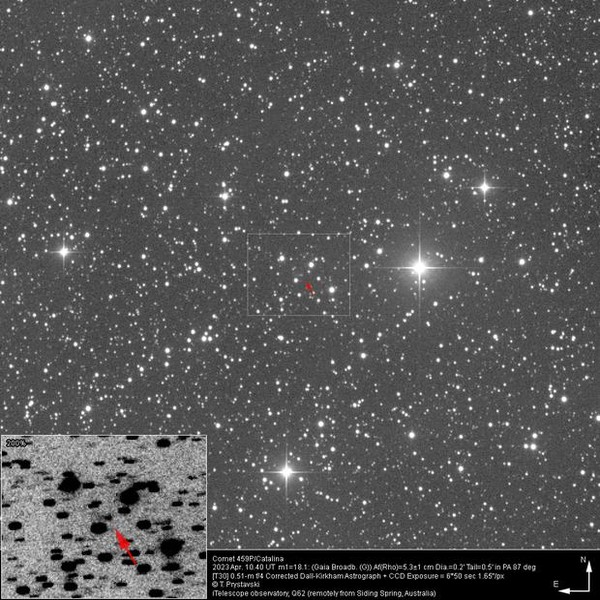 200%
Comet 459P/Catalina
2023 Apr. 10.40 UT m1=18.1: (Gaia Broadb. (G)) Af(Rho)=5.3±1 cm Dia.=0.2' Tail=0.5' in PA 87 deg
[T30] 0.51-m f/4 Corrected Dall-Kirkham Astrograph + CCD Exposure = 6*50 sec 1.65"/px
© T. Prystavski
iTelescope observatory, Q62 (remotely from Siding Spring, Australia)
N
E